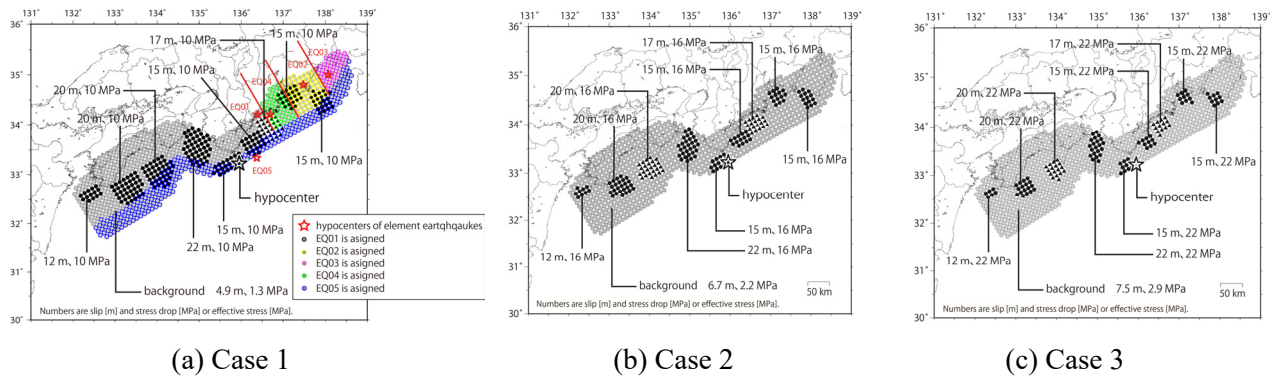 131° 132° 133° 134° 135° 136° 137° 138° 139°
36°
35°
34°
33°
32°
31°
30°
17 m、10 MPa
15 m、10 MPa
15 m、10 MPa
20 m、10 MPa
20 m、10 MPa
EQ03
EQ02
EQ04
EQ01
EQ05
15 m、10 MPa
hypocenter
15 m、10 MPa
22 m、10 MPa
12 m、10 MPa
background 4.9 m、1.3 MPa
hypocenters of element eartqhqaukes
EQ01 is asigned
EQ02 is asigned
EQ03 is asigned
EQ04 is asigned
EQ05 is asigned
Numbers are slip [m] and stress drop [MPa] or effective stress [MPa].
(a) Case 1
131° 132° 133° 134° 135° 136° 137° 138° 139°
36°
35°
34°
33°
32°
31°
30°
17 m、16 MPa
15 m、16 MPa
15 m、16 MPa
20 m、16 MPa
20 m、16 MPa
15 m、16 MPa
hypocenter
15 m、16 MPa
22 m、16 MPa
12 m、16 MPa
background 6.7 m、2.2 MPa
50 km
Numbers are slip [m] and stress drop [MPa] or effective stress [MPa].
(b) Case 2
131° 132° 133° 134° 135° 136° 137° 138° 139°
36°
35°
34°
33°
32°
31°
30°
17 m、22 MPa
15 m、22 MPa
15 m、22 MPa
20 m、22 MPa
20 m、22 MPa
15 m、22 MPa
hypocenter
15 m、22 MPa
22 m、22 MPa
12 m、22 MPa
background 7.5 m、2.9 MPa
50 km
Numbers are slip [m] and stress drop [MPa] or effective stress [MPa].
(c) Case 3